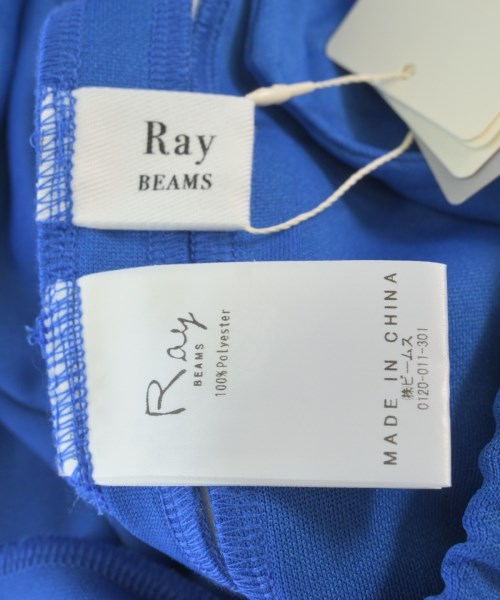 Ray
BEAMS
Ray
BEAMS
100%Polyester
MADE IN CHINA
㈱ビームス
0120-011-301